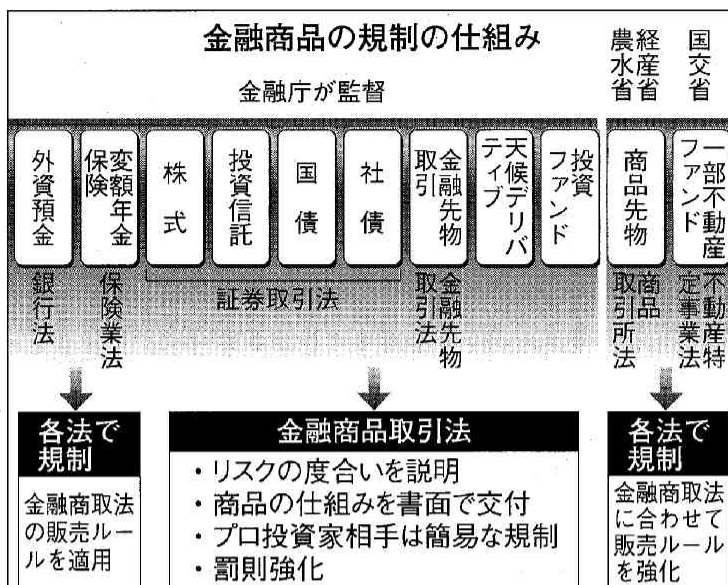 金融商品の規制の仕組み
金融庁が監督
経産省
農水省
国交省
外資預金
変額年金
保険
株式
投資信託
国債
社債
金融先物
取引
天候デリバ
ティブ
投資
ファンド
商品先物
一部不動産
ファンド
銀行法
保険業法
証券取引法
金融先物
取引法
商品
取引所法
不動産特
定事業法
各法で
規制
金融商取法
の販売ルー
ルを適用
金融商品取引法
・リスクの度合いを説明
・商品の仕組みを書面で交付
・プロ投資家相手は簡易な規制
・罰則強化
各法で
規制
金融商取法
に合わせて
販売ルール
を強化